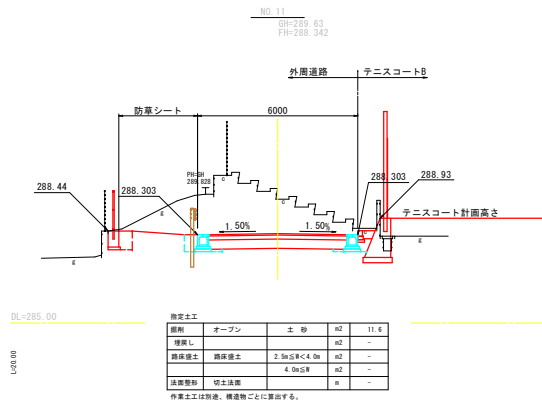 NO.11
GH=289.63
FH=288.342
外周道路 テニスコートB
防草シート 6000
PH=GH
289.828
c
288.44 288.303 288.303 288.93
テニスコート計画高さ
1.50% 1.50%
c
c
g
g
g
DL=285.00
L=20.00
指定土工
掘削 オープン 土 砂 m2 11.6
埋戻し m2 -
路床盛土 路床盛土 2.5m≦W<4.0m m2 -
4.0m≦W m2 -
法面整形 切土法面 m -
作業土工は別途、構造物ごとに算出する。